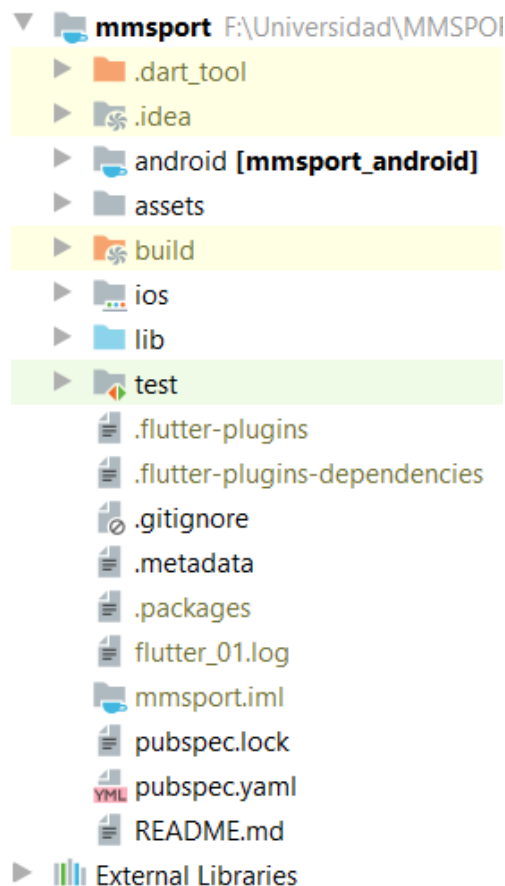 mmsport F:\Universidad\MMSPO
.dart_tool
.idea
android [mmsport_android]
assets
build
ios
lib
test
.flutter-plugins
.flutter-plugins-dependencies
.gitignore
.metadata
.packages
flutter_01.log
mmsport.iml
pubspec.lock
YML pubspec.yaml
README.md
External Libraries